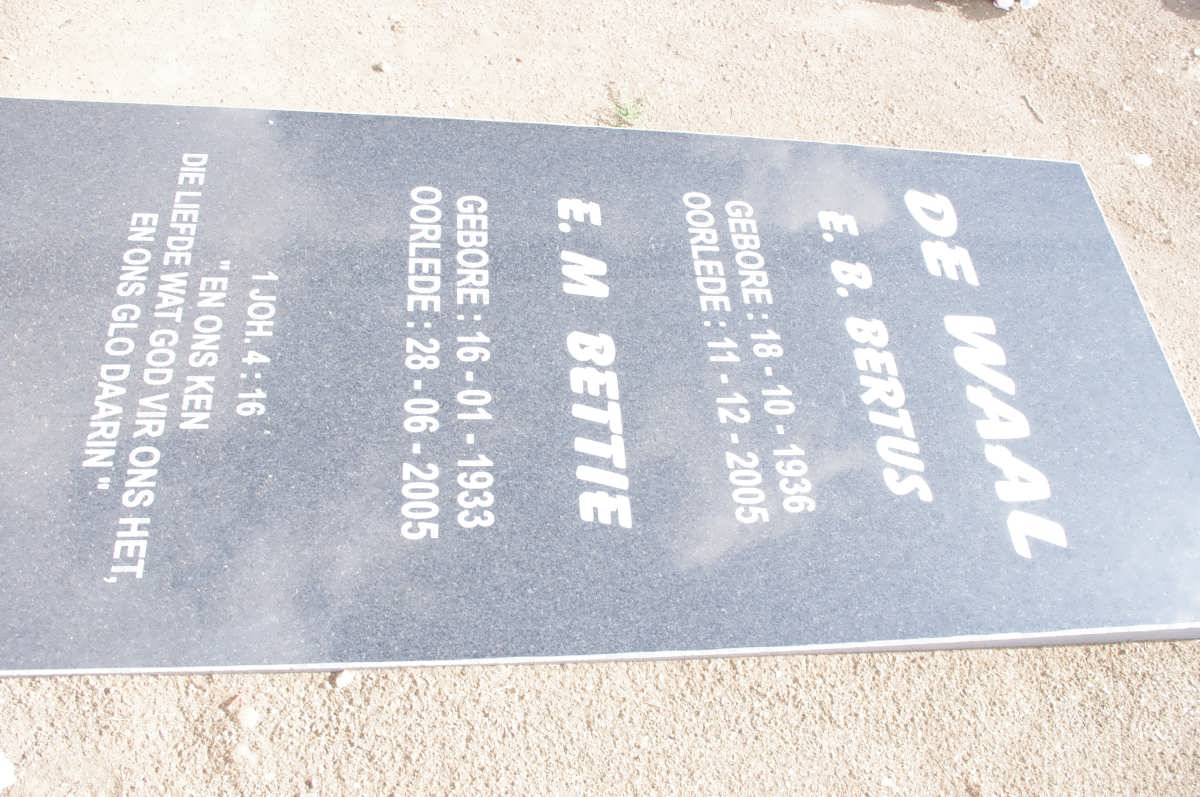 DE WAAL
E. B. BERTUS
GEBORE : 18 - 10 - 1936
OORLEDE : 11 - 12 - 2005
E. M BETTIE
GEBORE : 16 - 01 - 1933
OORLEDE : 28 - 06 - 2005
1 JOH. 4 : 16
" EN ONS KEN
DIE LIEFDE WAT GOD VIR ONS HET,
EN ONS GLO DAARIN "